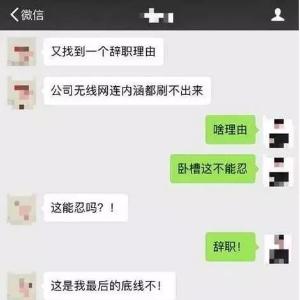 微信
又找到一个辞职理由
公司无线网连内涵都刷不出来
啥理由
卧槽这不能忍
这能忍吗？！
辞职！
这是我最后的底线不！